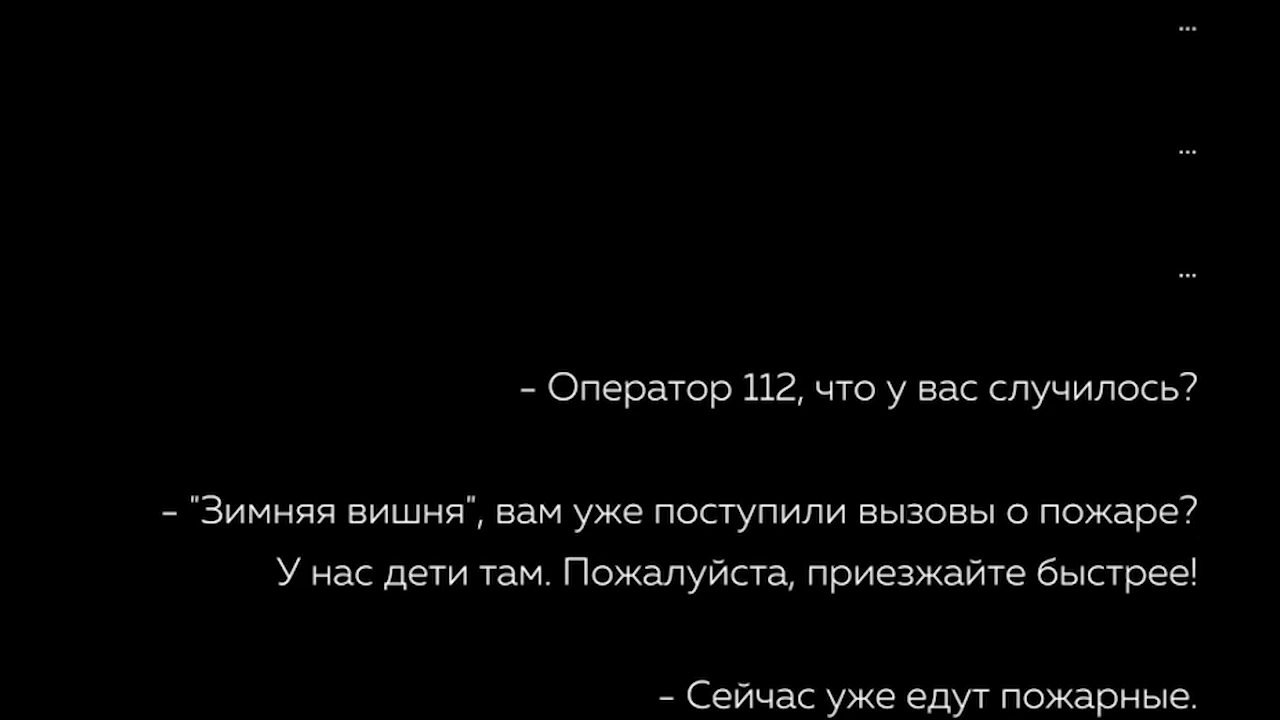 ...
...
...
- Оператор 112, что у вас случилось?
- "Зимняя вишня", вам уже поступили вызовы о пожаре?
У нас дети там. Пожалуйста, приезжайте быстрее!
- Сейчас уже едут пожарные.